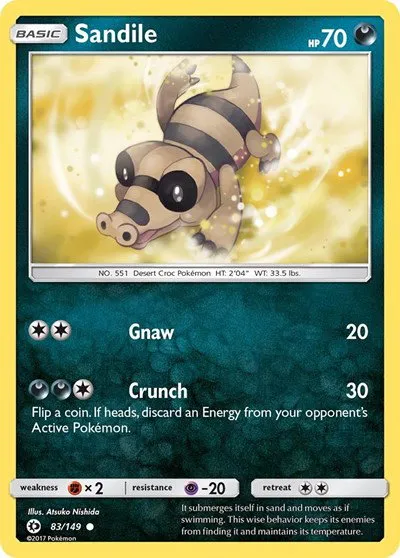 BASIC Sandile HP 70
NO. 551 Desert Croc Pokémon HT: 2'04" WT: 33.5 lbs.
Gnaw 20
Crunch 30
Flip a coin. If heads, discard an Energy from your opponent's
Active Pokémon.
weakness ×2 resistance -20 retreat
Illus. Atsuko Nishida
83/149
©2017 Pokémon
It submerges itself in sand and moves as if
swimming. This wise behavior keeps its enemies
from finding it and maintains its temperature.